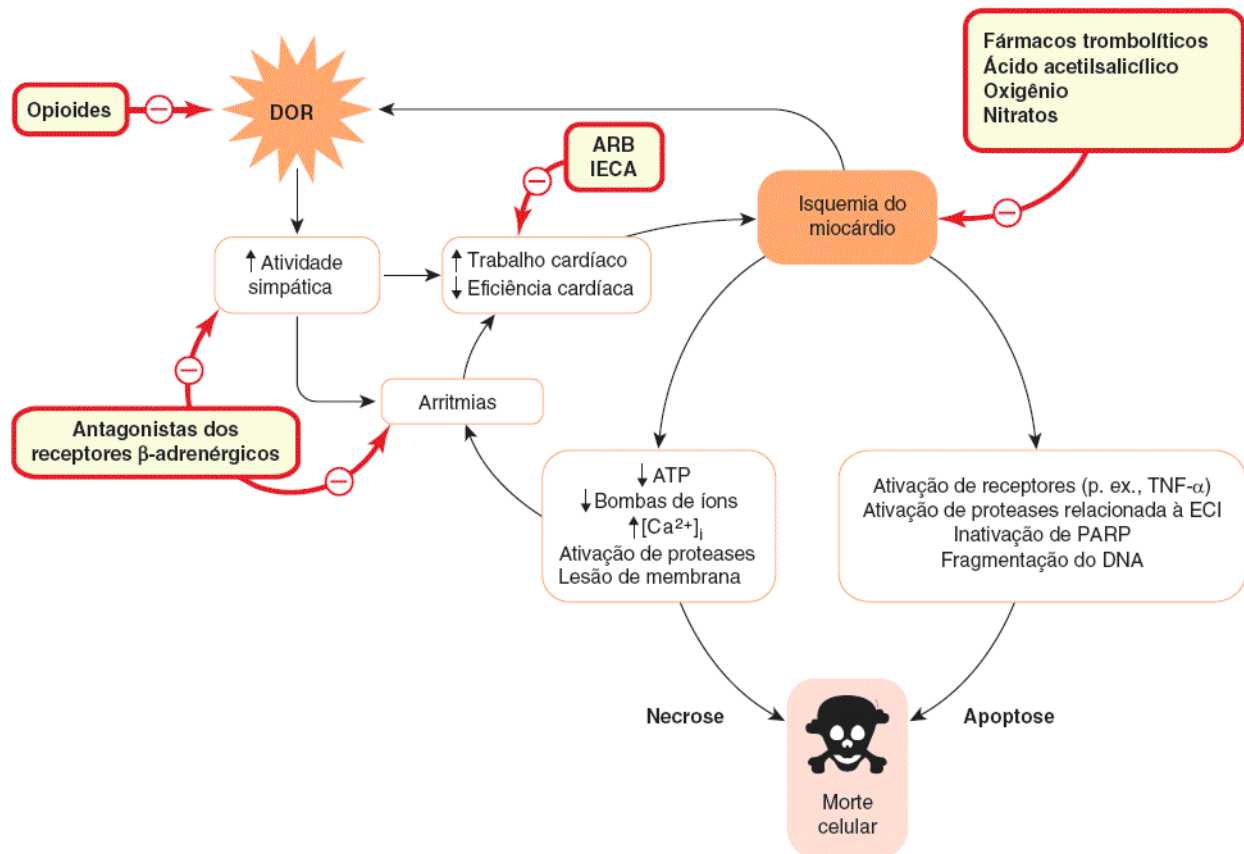 Fármacos trombolíticos
Ácido acetilsalicílico
Oxigênio
Nitratos
Opioides
DOR
ARB
IECA
Isquemia do
miocárdio
↑ Atividade
simpática
↑ Trabalho cardíaco
↓ Eficiência cardíaca
Arritmias
Antagonistas dos
receptores β-adrenérgicos
↓ ATP
↓ Bombas de íons
↑ [Ca²⁺]ᵢ
Ativação de proteases
Lesão de membrana
Ativação de receptores (p. ex., TNF-α)
Ativação de proteases relacionada à ECI
Inativação de PARP
Fragmentação do DNA
Necrose
Apoptose
Morte
celular